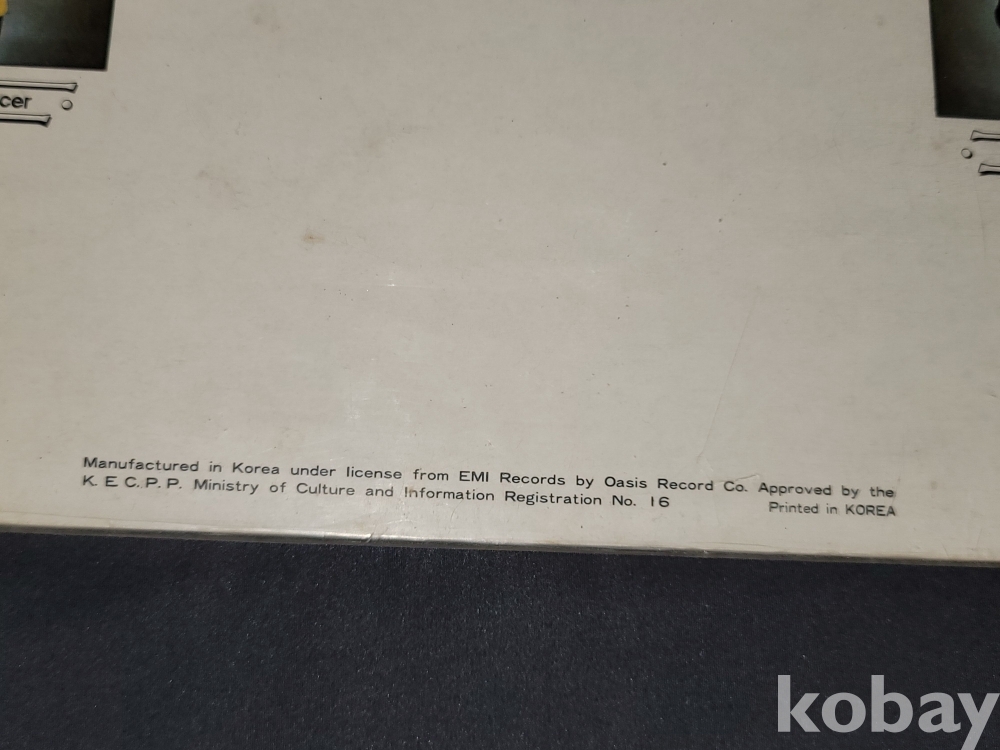 cer
Manufactured in Korea under license from EMI Records by Oasis Record Co. Approved by the
K. E C. P. P. Ministry of Culture and Information Registration No. 16
Printed in KOREA
kobay